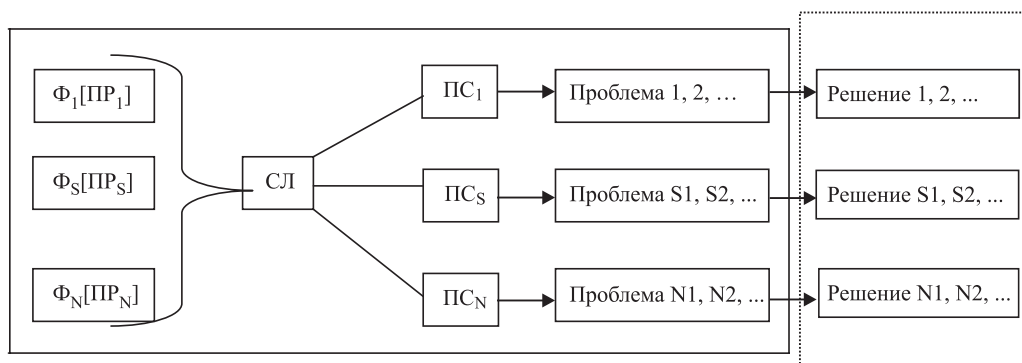 Ф1[ПР1]
ПС1
Проблема 1, 2, …
Решение 1, 2, ...
ФS[ПРS]
СЛ
ПСS
Проблема S1, S2, ...
Решение S1, S2, ...
ФN[ПРN]
ПСN
Проблема N1, N2, ...
Решение N1, N2, ...